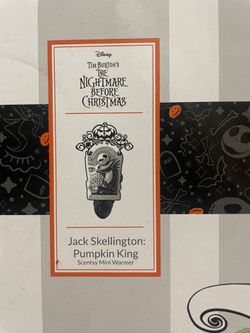 Disney
TIM BURTON'S
THE
NIGHTMARE
BEFORE
CHRISTMAS
Jack Skellington:
Pumpkin King
Scentsy Mini Warmer